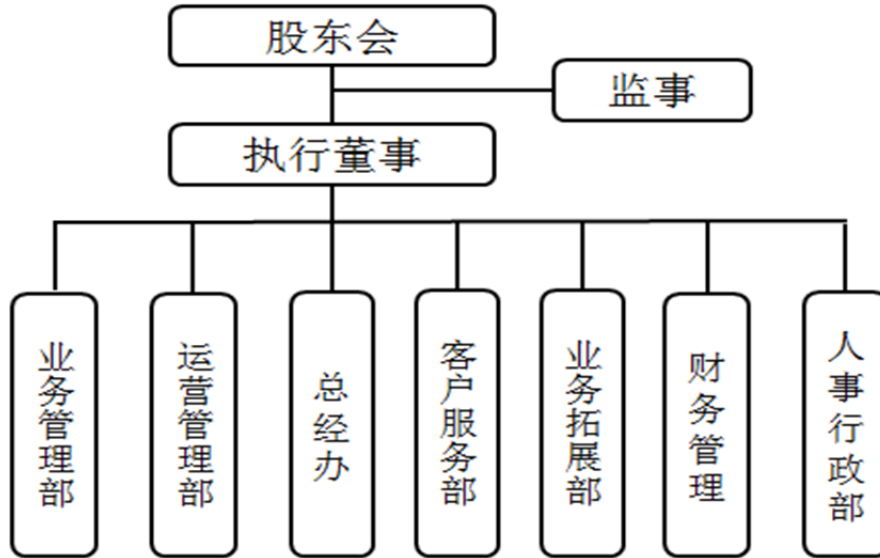 股东会
监事
执行董事
业务管理部
运营管理部
总经办
客户服务部
业务拓展部
财务管理
人事行政部